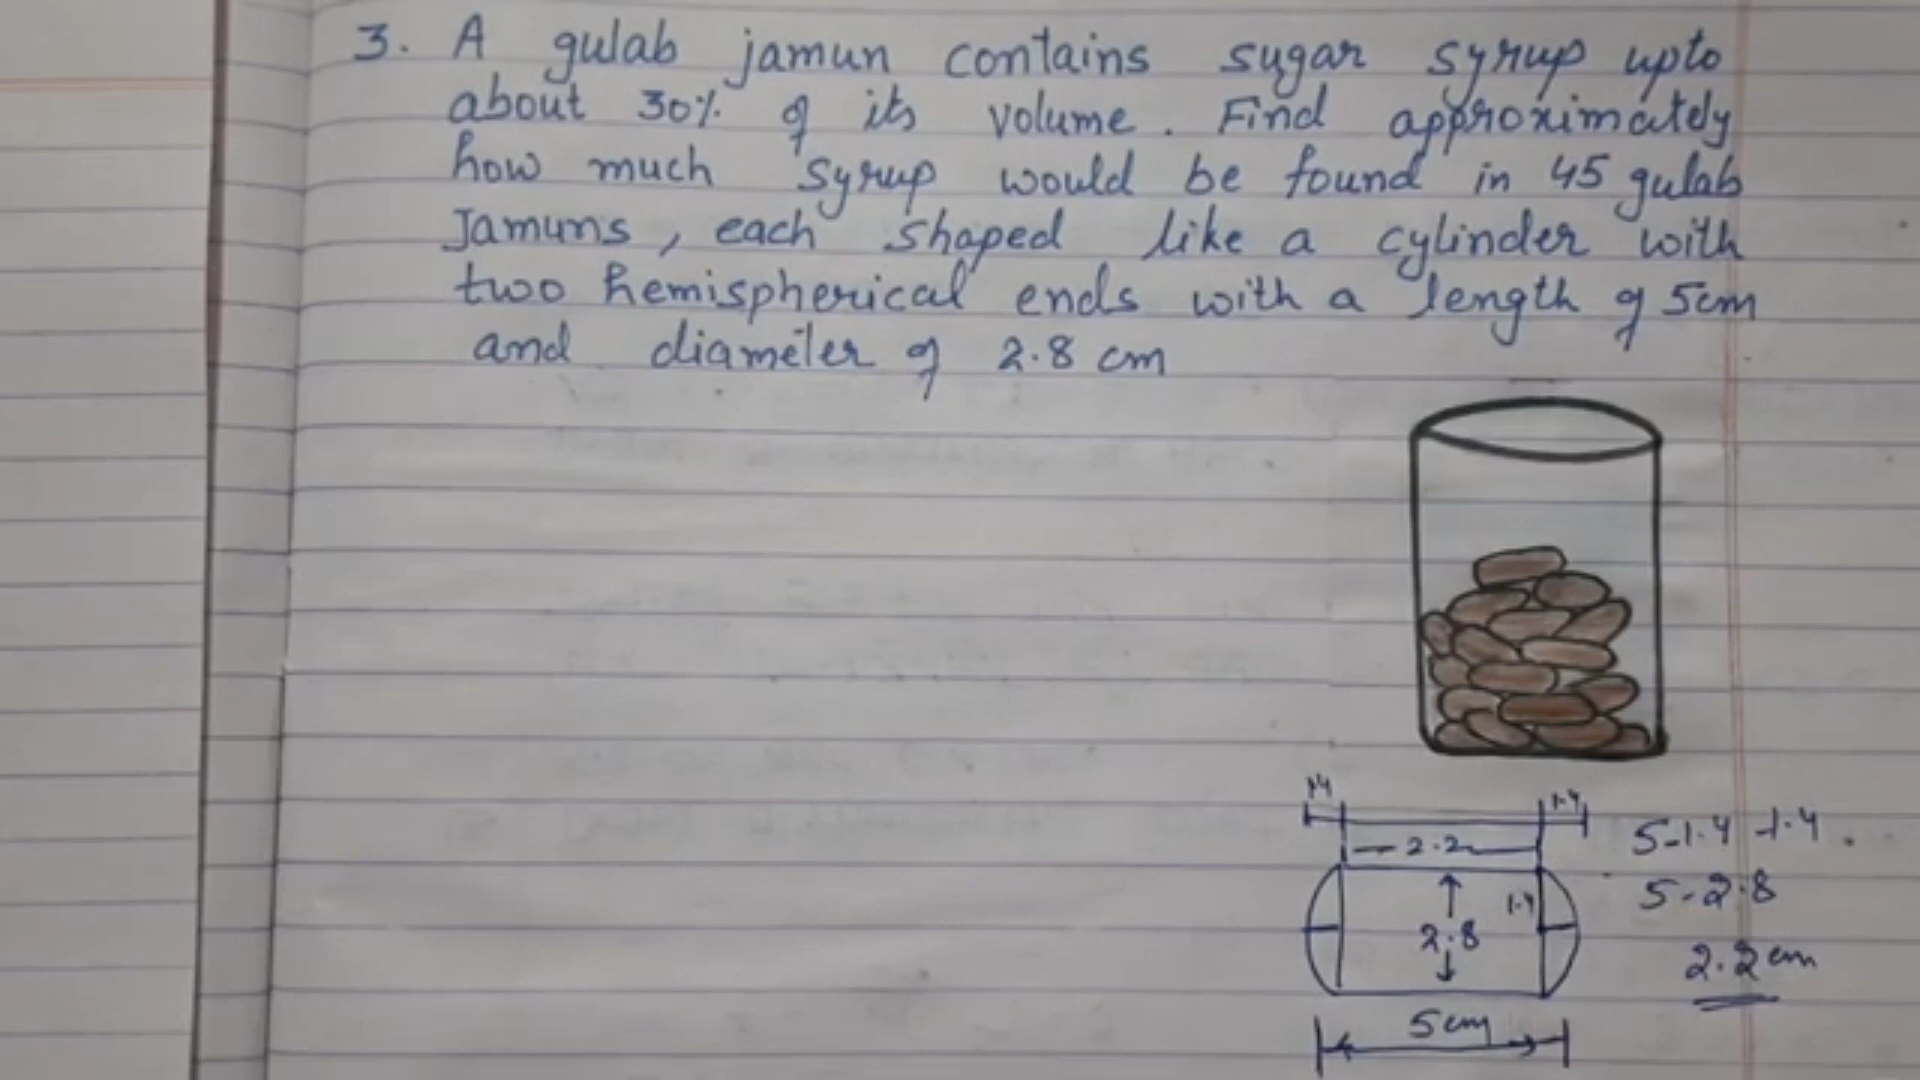 3. A gulab jamun contains sugar syrup upto
about 30% of its volume. Find approximately
how much syrup would be found in 45 gulab
Jamuns, each shaped like a cylinder with
two hemispherical ends with a length of 5cm
and diameter of 2.8 cm
1.4 1.4
2.2
5-1.4-1.4.
5-2.8
1.4
2.8
2.2cm
5cm